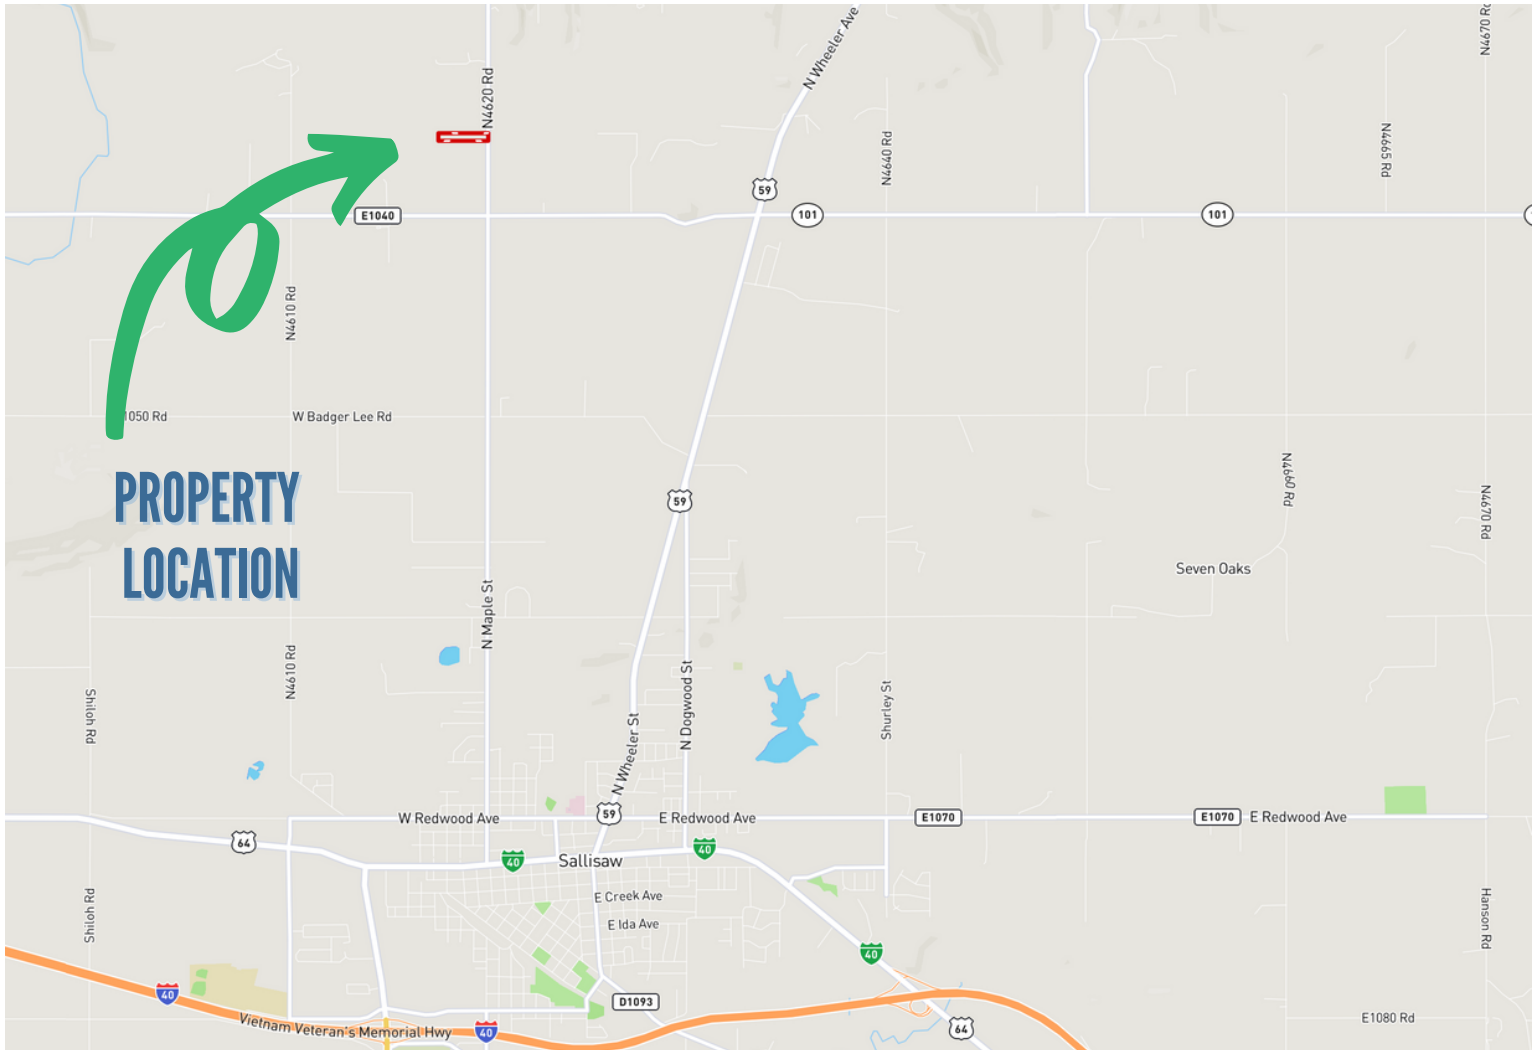 N Wheeler Ave
N4670 Rd
N4620 Rd
N4640 Rd
N4665 Rd
59
E1040
101
101
N4610 Rd
1050 Rd
W Badger Lee Rd
PROPERTY
LOCATION
59
N4660 Rd
N4670 Rd
Seven Oaks
N Maple St
N4610 Rd
Shiloh Rd
N Dogwood St
Shurley St
N Wheeler St
W Redwood Ave
59
E Redwood Ave
E1070
E1070
E Redwood Ave
64
40
40
Sallisaw
E Creek Ave
E Ida Ave
Shiloh Rd
Hanson Rd
40
40
D1093
Vietnam Veteran's Memorial Hwy
40
64
E1080 Rd